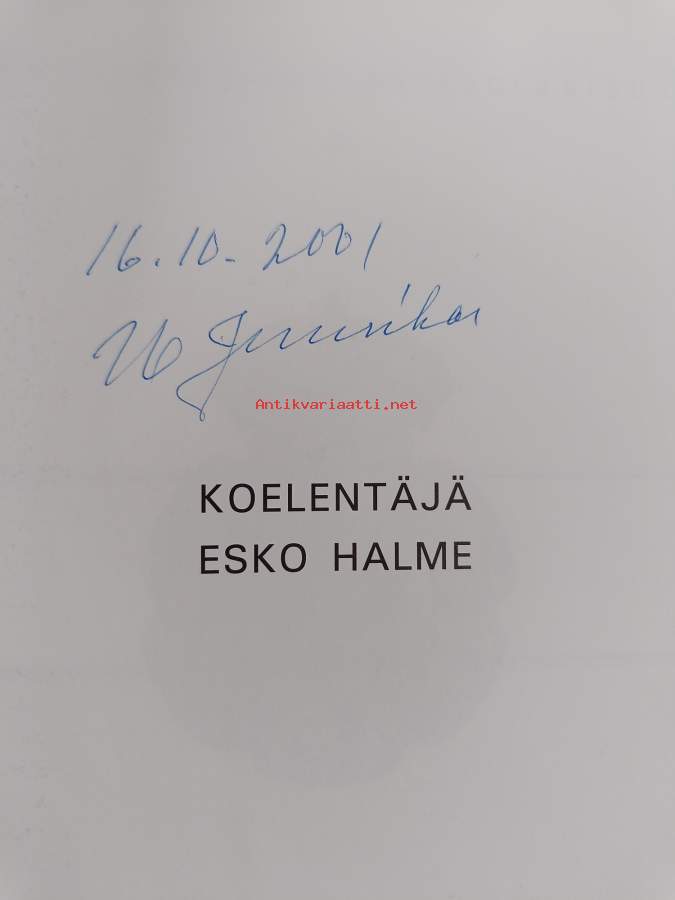 16.10.2001
Antikvariaatti.net
KOELENTÄJÄ
ESKO HALME